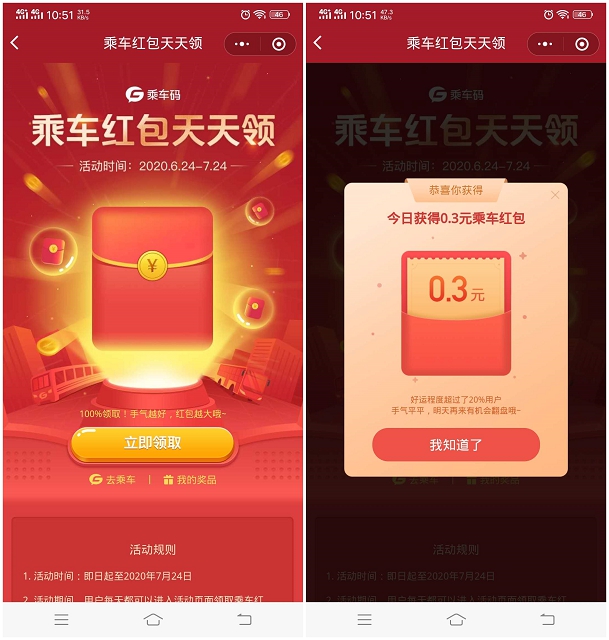 4G 4G 10:51 31.5 KB/s 46
乘车红包天天领
乘车码
乘车红包天天领
活动时间：2020.6.24-7.24
¥
100%领取！手气越好，红包越大哦~
立即领取
去乘车 | 我的奖品
活动规则
1. 活动时间：即日起至2020年7月24日
2. 活动期间，用户每天都可以进入活动页面领取乘车红
4G 4G 10:51 47.3 KB/s 46
乘车红包天天领
乘车码
乘车红包天天领
活动时间：2020.6.24-7.24
恭喜你获得
今日获得0.3元乘车红包
0.3元
好运程度超过了20%用户
手气平平，明天再来有机会翻盘哦~
我知道了
去乘车 | 我的奖品
活动规则
1. 活动时间：即日起至2020年7月24日
2. 活动期间，用户每天都可以进入活动页面领取乘车红